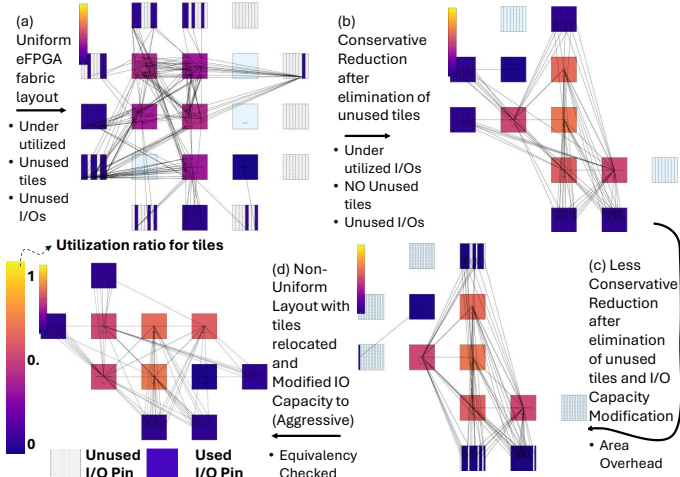 (a)
Uniform
eFPGA
fabric
layout
• Under
utilized
• Unused
tiles
• Unused
I/Os
(b)
Conservative
Reduction
after
elimination of
unused tiles
• Under
utilized I/Os
• NO Unused
tiles
• Unused I/Os
(c) Less
Conservative
Reduction
after
elimination
of unused
tiles and I/O
Capacity
Modification
• Area
Overhead
(d) Non-
Uniform
Layout with
tiles
relocated
and
Modified IO
Capacity to
(Aggressive)
• Equivalency
Checked
Utilization ratio for tiles
1
0.
0
Unused
I/O Pin
Used
I/O Pin